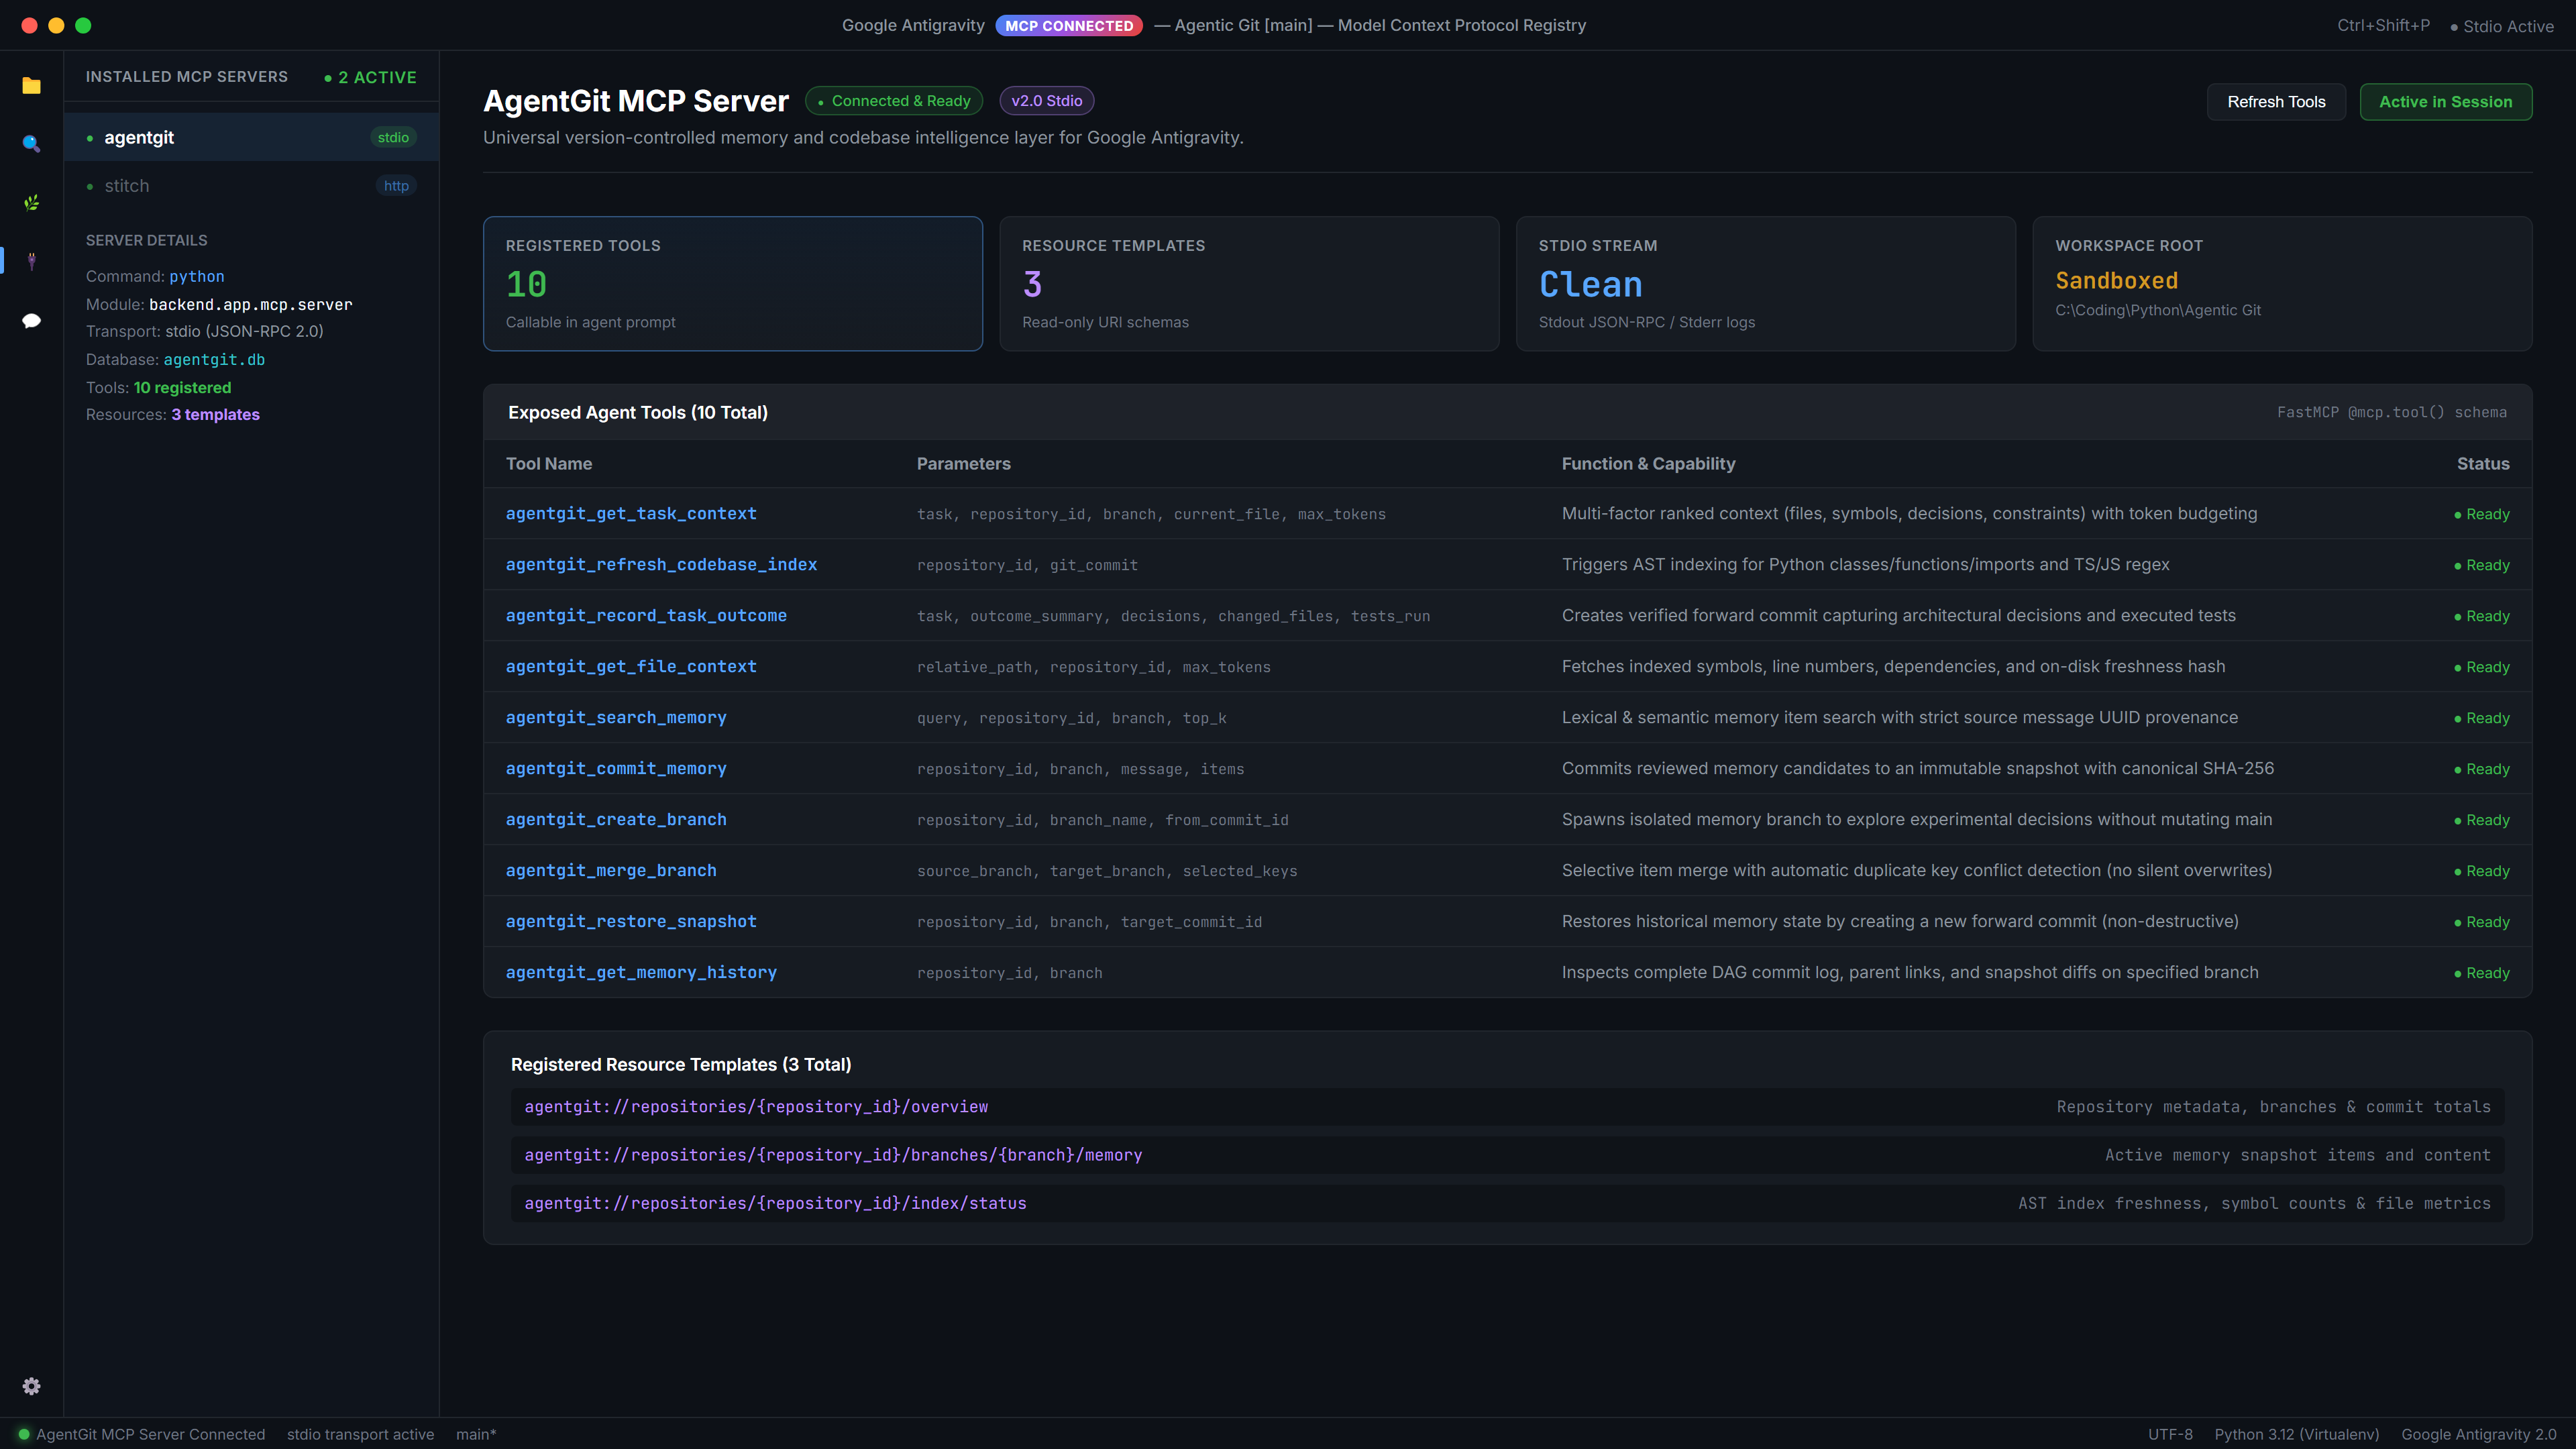 Google Antigravity MCP CONNECTED — Agentic Git [main] — Model Context Protocol Registry
Ctrl+Shift+P ● Stdio Active
INSTALLED MCP SERVERS ● 2 ACTIVE
● agentgit stdio
● stitch http
SERVER DETAILS
Command: python
Module: backend.app.mcp.server
Transport: stdio (JSON-RPC 2.0)
Database: agentgit.db
Tools: 10 registered
Resources: 3 templates
AgentGit MCP Server ● Connected & Ready v2.0 Stdio
Universal version-controlled memory and codebase intelligence layer for Google Antigravity.
Refresh Tools Active in Session
REGISTERED TOOLS
10
Callable in agent prompt
RESOURCE TEMPLATES
3
Read-only URI schemas
STDIO STREAM
Clean
Stdout JSON-RPC / Stderr logs
WORKSPACE ROOT
Sandboxed
C:\Coding\Python\Agentic Git
Exposed Agent Tools (10 Total) FastMCP @mcp.tool() schema
Tool Name Parameters Function & Capability Status
agentgit_get_task_context task, repository_id, branch, current_file, max_tokens Multi-factor ranked context (files, symbols, decisions, constraints) with token budgeting ● Ready
agentgit_refresh_codebase_index repository_id, git_commit Triggers AST indexing for Python classes/functions/imports and TS/JS regex ● Ready
agentgit_record_task_outcome task, outcome_summary, decisions, changed_files, tests_run Creates verified forward commit capturing architectural decisions and executed tests ● Ready
agentgit_get_file_context relative_path, repository_id, max_tokens Fetches indexed symbols, line numbers, dependencies, and on-disk freshness hash ● Ready
agentgit_search_memory query, repository_id, branch, top_k Lexical & semantic memory item search with strict source message UUID provenance ● Ready
agentgit_commit_memory repository_id, branch, message, items Commits reviewed memory candidates to an immutable snapshot with canonical SHA-256 ● Ready
agentgit_create_branch repository_id, branch_name, from_commit_id Spawns isolated memory branch to explore experimental decisions without mutating main ● Ready
agentgit_merge_branch source_branch, target_branch, selected_keys Selective item merge with automatic duplicate key conflict detection (no silent overwrites) ● Ready
agentgit_restore_snapshot repository_id, branch, target_commit_id Restores historical memory state by creating a new forward commit (non-destructive) ● Ready
agentgit_get_memory_history repository_id, branch Inspects complete DAG commit log, parent links, and snapshot diffs on specified branch ● Ready
Registered Resource Templates (3 Total)
agentgit://repositories/{repository_id}/overview Repository metadata, branches & commit totals
agentgit://repositories/{repository_id}/branches/{branch}/memory Active memory snapshot items and content
agentgit://repositories/{repository_id}/index/status AST index freshness, symbol counts & file metrics
AgentGit MCP Server Connected stdio transport active main* UTF-8 Python 3.12 (Virtualenv) Google Antigravity 2.0